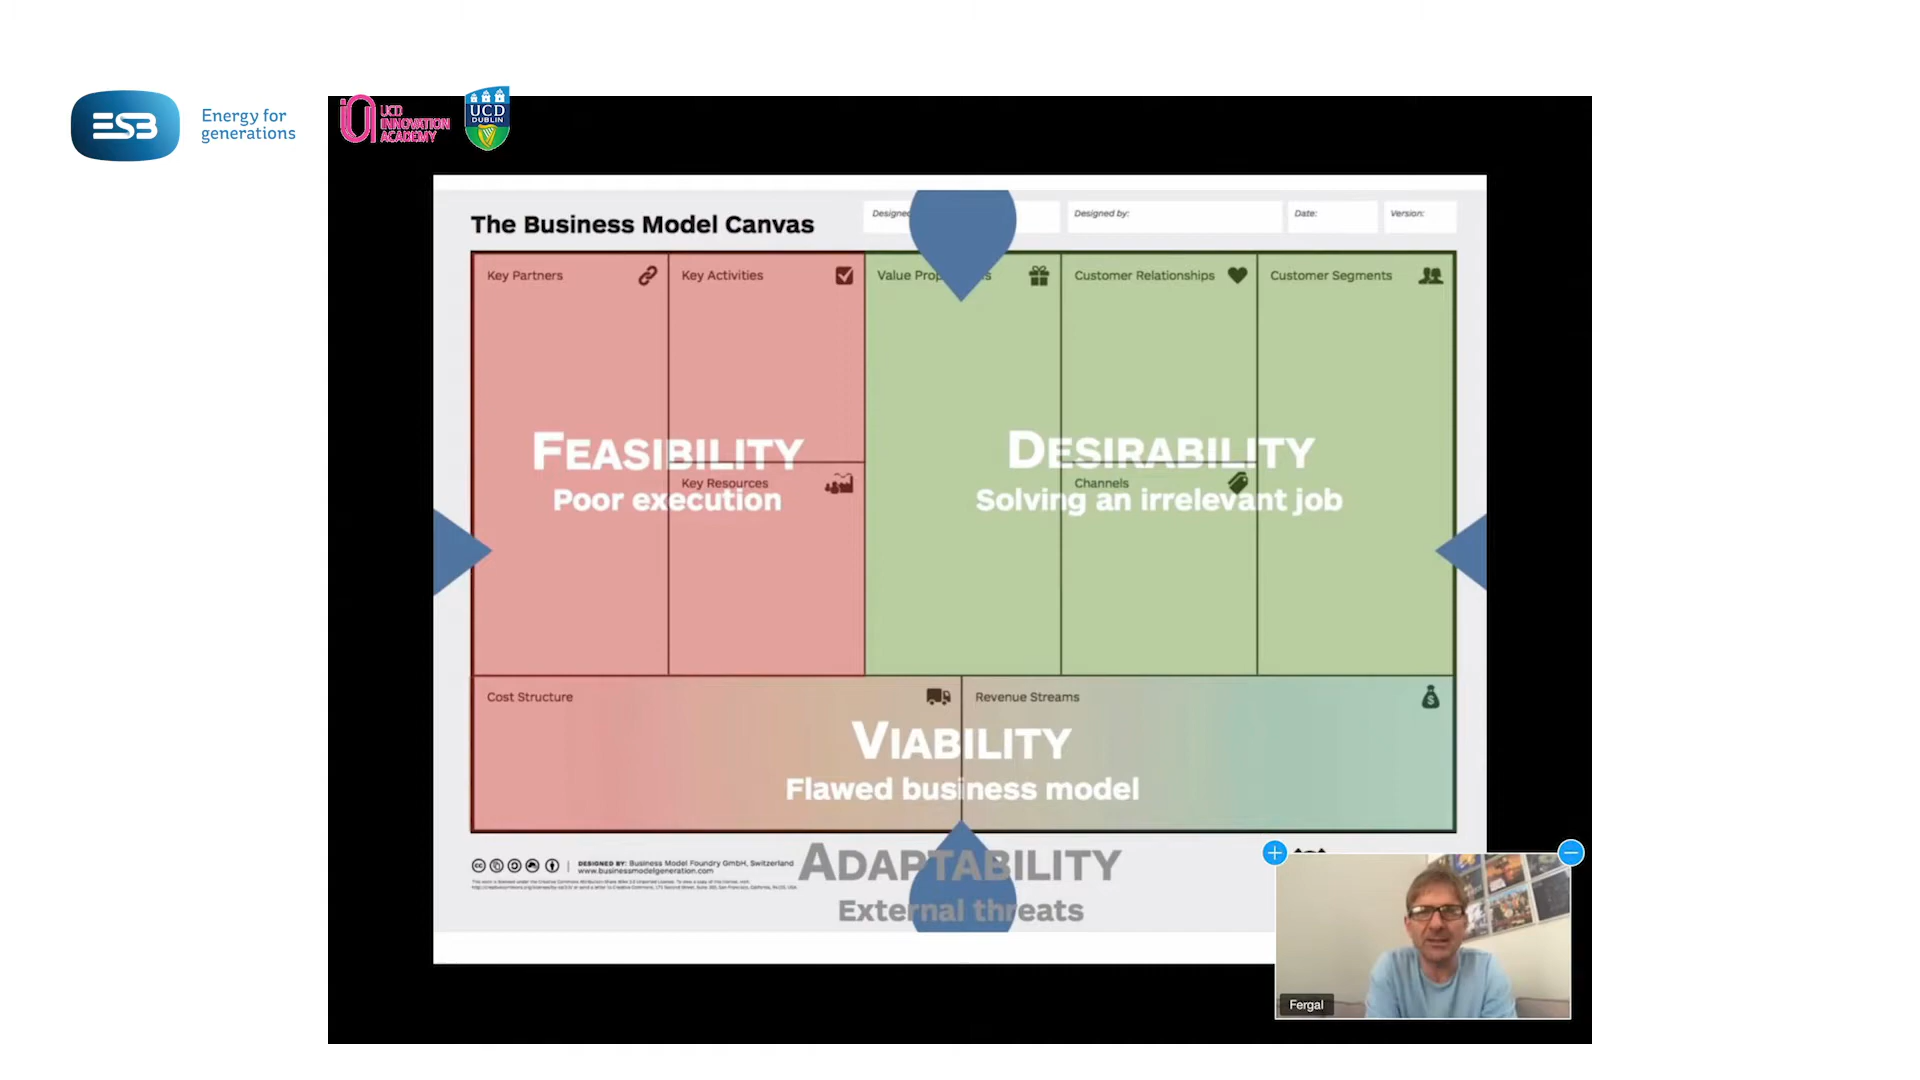 ESB
Energy for
generations
UCD
INNOVATION
ACADEMY
UCD
DUBLIN
The Business Model Canvas
Designed by:
Date:
Version:
Key Partners
Key Activities
Customer Relationships
Customer Segments
FEASIBILITY
Poor execution
Key Resources
DESIRABILITY
Solving an irrelevant job
Channels
Cost Structure
Revenue Streams
VIABILITY
Flawed business model
DESIGNED BY: Business Model Foundry GmbH, Switzerland
www.businessmodelgeneration.com
ADAPTABILITY
External threats
Fergal